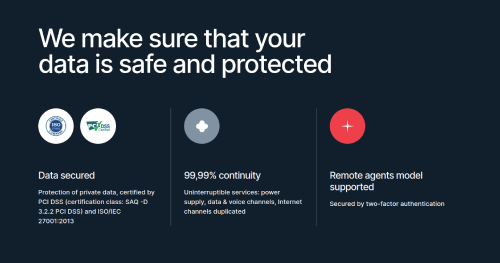 We make sure that your
data is safe and protected
ISO
PCI DSS
Data secured
Protection of private data, certified by
PCI DSS (certification class: SAQ -D
3.2.2 PCI DSS) and ISO/IEC
27001:2013
99,99% continuity
Uninterruptible services: power
supply, data & voice channels, Internet
channels duplicated
Remote agents model
supported
Secured by two-factor authentication